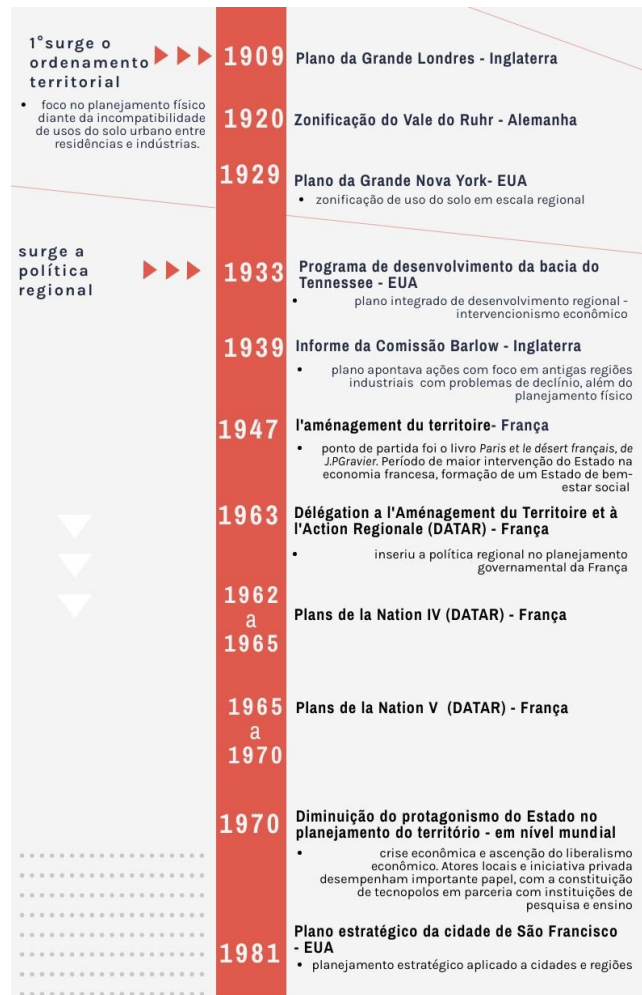 1°surge o
ordenamento
territorial
foco no planejamento físico
diante da incompatibilidade
de usos do solo urbano entre
residências e indústrias.
1909
Plano da Grande Londres - Inglaterra
1920
Zonificação do Vale do Ruhr - Alemanha
1929
Plano da Grande Nova York- EUA
zonificação de uso do solo em escala regional
surge a
política
regional
1933
Programa de desenvolvimento da bacia do
Tennessee - EUA
plano integrado de desenvolvimento regional -
intervencionismo econômico
1939
Informe da Comissão Barlow - Inglaterra
plano apontava ações com foco em antigas regiões
industriais com problemas de declínio, além do
planejamento físico
1947
l'aménagement du territoire- França
ponto de partida foi o livro Paris et le désert français, de
J.PGravier. Período de maior intervenção do Estado na
economia francesa, formação de um Estado de bem-
estar social
1963
Délégation a l'Aménagement du Territoire et à
l'Action Regionale (DATAR) - França
inseriu a política regional no planejamento
governamental da França
1962
a
1965
Plans de la Nation IV (DATAR) - França
1965
a
1970
Plans de la Nation V (DATAR) - França
1970
Diminuição do protagonismo do Estado no
planejamento do território - em nível mundial
crise econômica e ascenção do liberalismo
econômico. Atores locais e iniciativa privada
desempenham importante papel, com a constituição
de tecnopolos em parceria com instituições de
pesquisa e ensino
1981
Plano estratégico da cidade de São Francisco
- EUA
planejamento estratégico aplicado a cidades e regiões